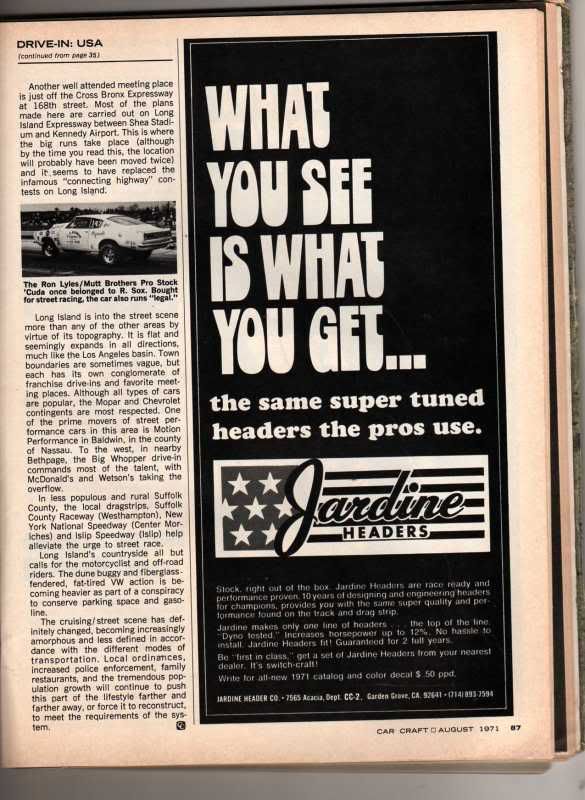 DRIVE-IN: USA
(continued from page 35)
Another well attended meeting place
is just off the Cross Bronx Expressway
at 168th street. Most of the plans
made here are carried out on Long
Island Expressway between Shea Stadi-
um and Kennedy Airport. This is where
the big runs take place (although
by the time you read this, the location
will probably have been moved twice)
and it seems to have replaced the
infamous "connecting highway" con-
tests on Long Island.
The Ron Lyles/Mutt Brothers Pro Stock
'Cuda once belonged to R. Sox. Bought
for street racing, the car also runs "legal."
Long Island is into the street scene
more than any of the other areas by
virtue of its topography. It is flat and
seemingly expands in all directions,
much like the Los Angeles basin. Town
boundaries are sometimes vague, but
each has its own conglomerate of
franchise drive-ins and favorite meet-
ing places. Although all types of cars
are popular, the Mopar and Chevrolet
contingents are most respected. One
of the prime movers of street per-
formance cars in this area is Motion
Performance in Baldwin, in the county
of Nassau. To the west, in nearby
Bethpage, the Big Whopper drive-in
commands most of the talent, with
McDonald's and Wetson's taking the
overflow.
In less populous and rural Suffolk
County, the local dragstrips, Suffolk
County Raceway (Westhampton), New
York National Speedway (Center Mor-
iches) and Islip Speedway (Islip) help
alleviate the urge to street race.
Long Island's countryside all but
calls for the motorcyclist and off-road
riders. The dune buggy and fiberglass-
fendered, fat-tired VW action is be-
coming heavier as part of a conspiracy
to conserve parking space and gaso-
line.
The cruising/street scene has def-
initely changed, becoming increasingly
amorphous and less defined in accor-
dance with the different modes of
transportation. Local ordinances,
increased police enforcement, family
restaurants, and the tremendous pop-
ulation growth will continue to push
this part of the lifestyle farther and
farther away, or force it to reconstruct,
to meet the requirements of the sys-
tem.
WHAT
YOU SEE
IS WHAT
YOU GET...
the same super tuned
headers the pros use.
Jardine
HEADERS
Stock, right out of the box. Jardine Headers are race ready and
performance proven. 10 years of designing and engineering headers
for champions, provides you with the same super quality and per-
formance found on the track and drag strip.
Jardine makes only one line of headers . . . the top of the line.
"Dyno tested." Increases horsepower up to 12%. No hassle to
install. Jardine Headers fit! Guaranteed for 2 full years.
Be "first in class," get a set of Jardine Headers from your nearest
dealer. It's switch-craft!
Write for all-new 1971 catalog and color decal $ .50 ppd.
JARDINE HEADER CO. • 7565 Acacia, Dept. CC-2, Garden Grove, CA. 92641 • (714) 893-7594
CAR CRAFT □ AUGUST 1971 87